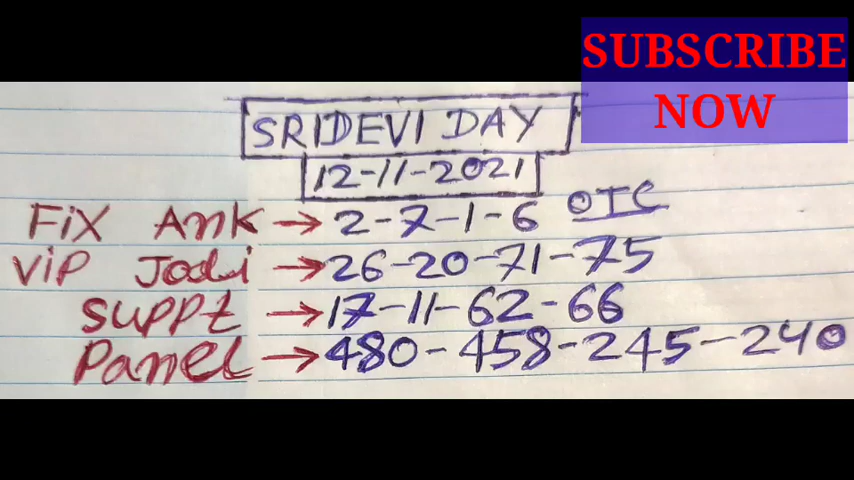 SUBSCRIBE
NOW
SRIDEVI DAY
12-11-2021
FiX Ank → 2-7-1-6 OTC
ViP Jodi → 26-20-71-75
SUPPt → 17-11-62-66
Panel → 480-458-245-240